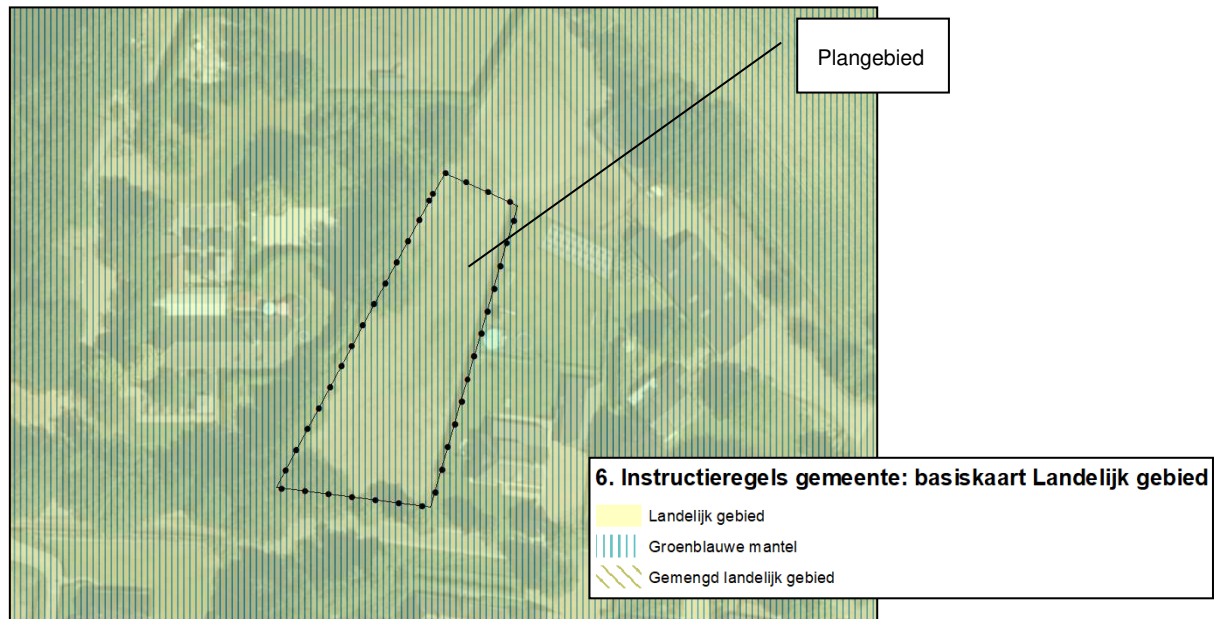 Plangebied
6. Instructieregels gemeente: basiskaart Landelijk gebied
Landelijk gebied
Groenblauwe mantel
Gemengd landelijk gebied